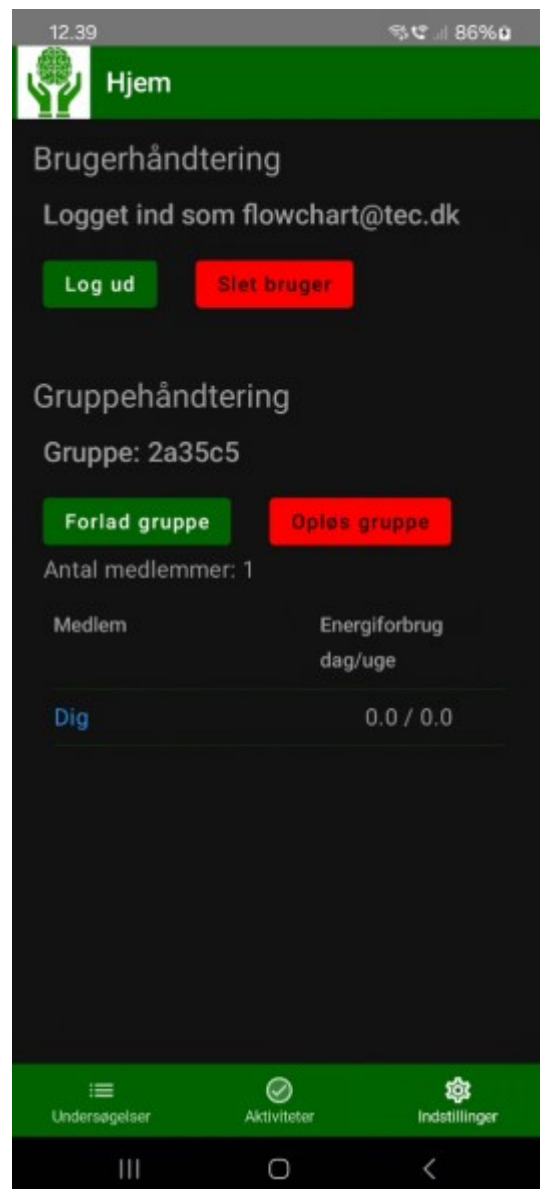 12.39
86%
Hjem
Brugerhåndtering
Logget ind som flowchart@tec.dk
Log ud
Slet bruger
Gruppehåndtering
Gruppe: 2a35c5
Forlad gruppe
Opløs gruppe
Antal medlemmer: 1
Medlem
Energiforbrug
dag/uge
Dig
0.0 / 0.0
Undersøgelser
Aktiviteter
Indstillinger